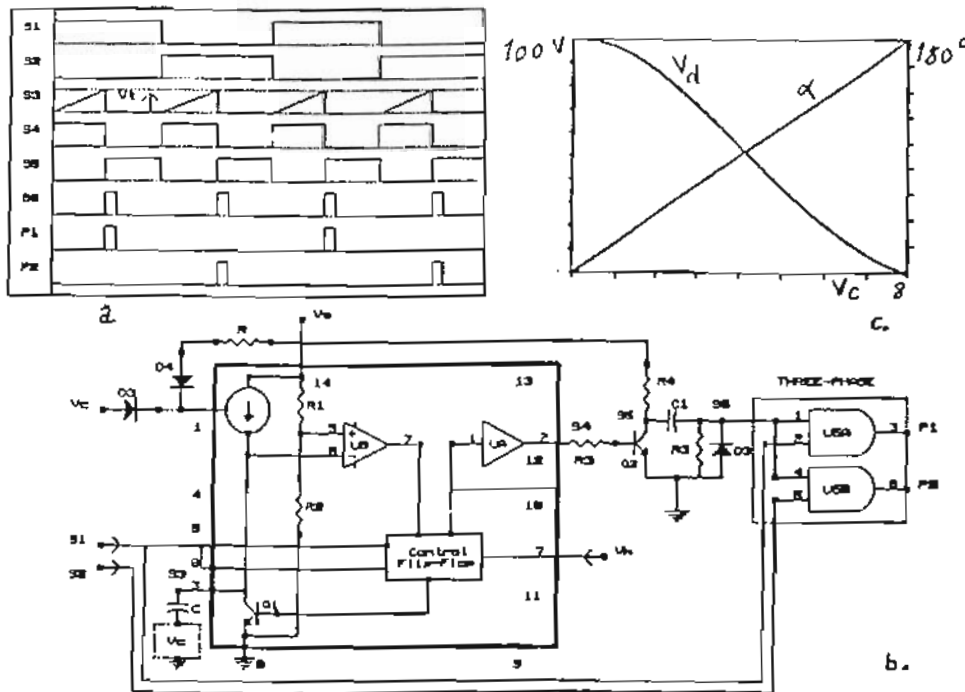 S1
S2
S3
Vt
S4
S5
S6
P1
P2
a
100 V
Vd
α
180°
Vc
8
c.
R
D4
Vc
D3
1
14
R1
5
+
UB
7
6
-
R2
4
13
1
UA
2
12
10
S4
R3
S5
R4
C1
S6
Q2
R3
D3
THREE-PHASE
1
U5A
3
P1
2
4
U5B
6
P2
5
S1
S2
S3
C
Vc
8
Q1
Control
Flip-Flop
7
11
9
b.